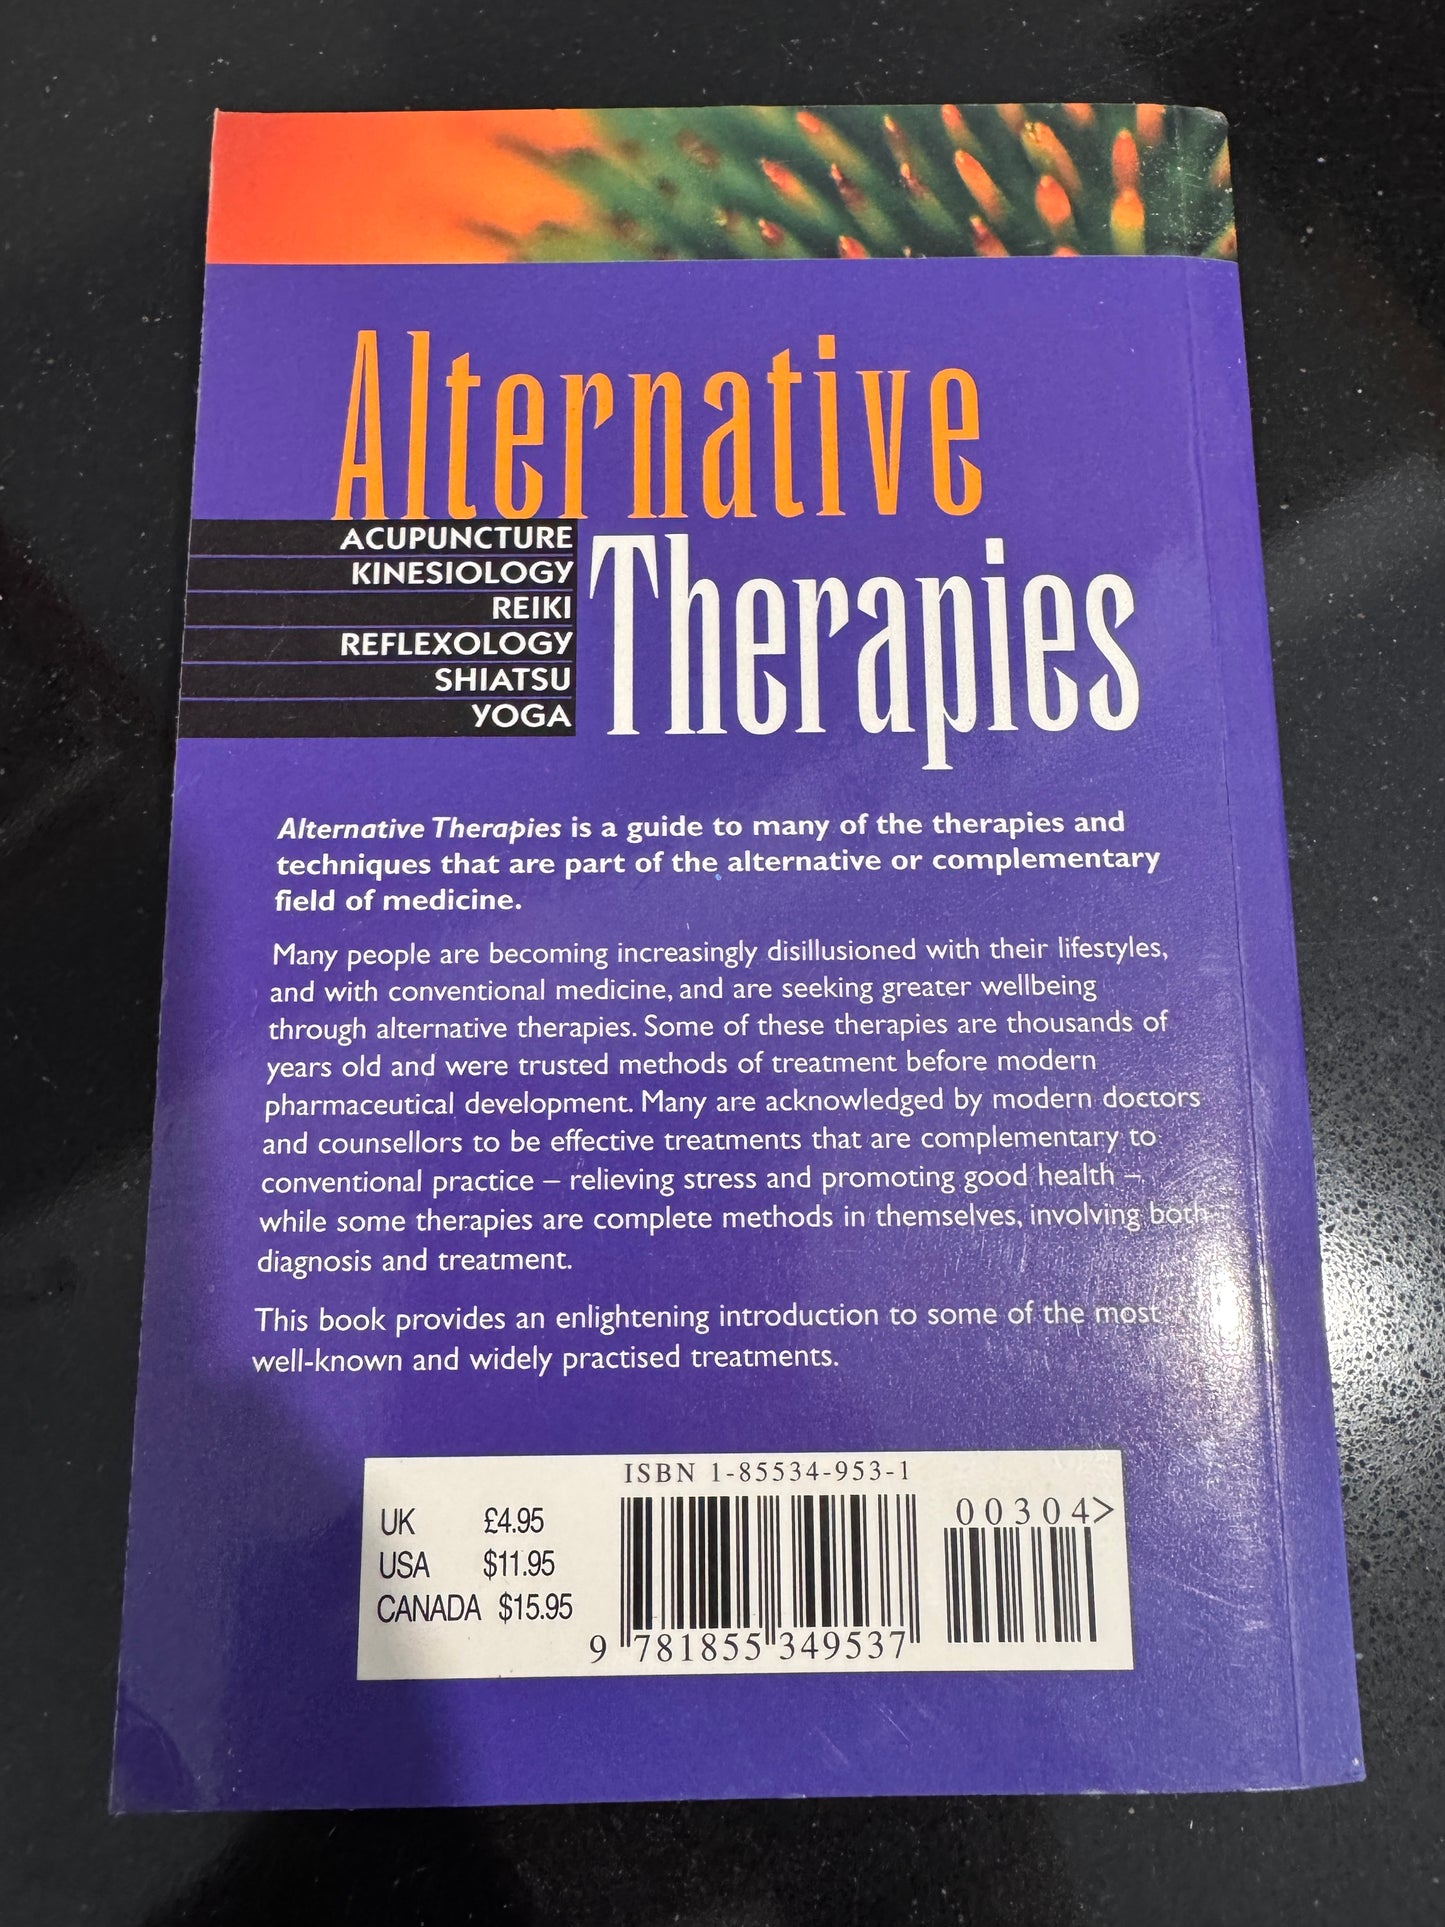 Alternative
ACUPUNCTURE
KINESIOLOGY
REIKI
REFLEXOLOGY
SHIATSU
YOGA
Therapies
Alternative Therapies is a guide to many of the therapies and
techniques that are part of the alternative or complementary
field of medicine.
Many people are becoming increasingly disillusioned with their lifestyles,
and with conventional medicine, and are seeking greater wellbeing
through alternative therapies. Some of these therapies are thousands of
years old and were trusted methods of treatment before modern
pharmaceutical development. Many are acknowledged by modern doctors
and counsellors to be effective treatments that are complementary to
conventional practice – relieving stress and promoting good health –
while some therapies are complete methods in themselves, involving both
diagnosis and treatment.
This book provides an enlightening introduction to some of the most
well-known and widely practised treatments.
ISBN 1-85534-953-1
UK £4.95
USA $11.95
CANADA $15.95
00304>
9 781855 349537